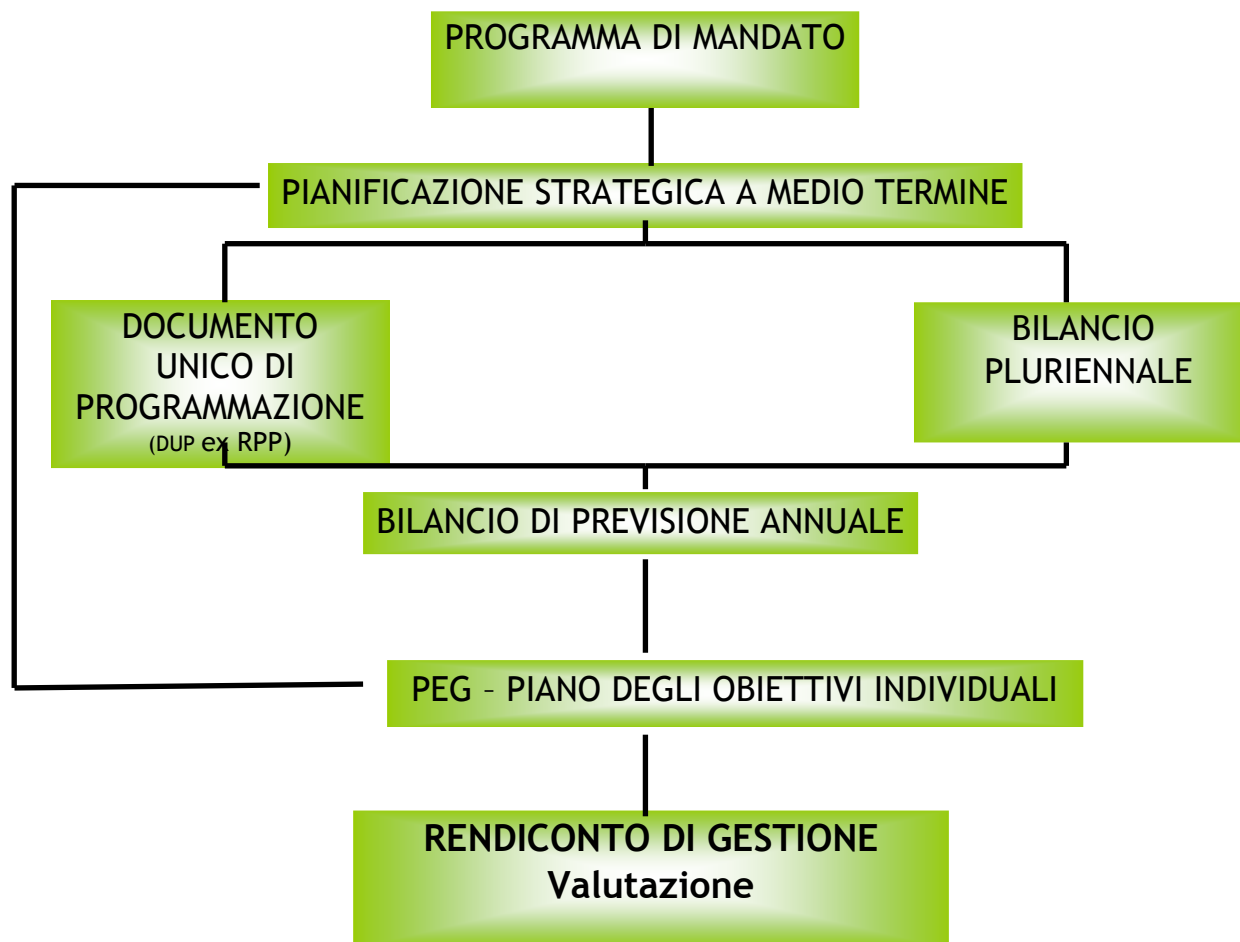 PROGRAMMA DI MANDATO
PIANIFICAZIONE STRATEGICA A MEDIO TERMINE
DOCUMENTO
UNICO DI
PROGRAMMAZIONE
(DUP ex RPP)
BILANCIO
PLURIENNALE
BILANCIO DI PREVISIONE ANNUALE
PEG – PIANO DEGLI OBIETTIVI INDIVIDUALI
RENDICONTO DI GESTIONE
Valutazione